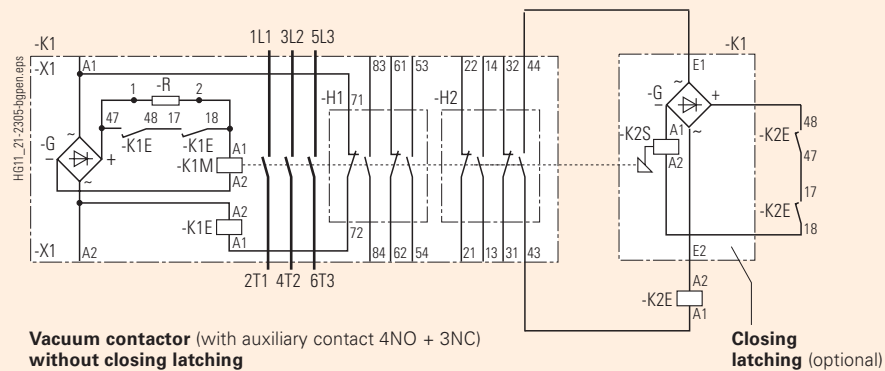 HG11_21-2305-bgpen.eps
-K1
1L1 3L2 5L3
-X1
A1
83 61 53
22 14 32 44
-K1
E1
1 -R 2
71
-H1
-H2
-G
~
-
+
47 48 17 18
-K1E -K1E
A1
-K1M
A2
-G
~
-
+
~
-K2S
A1
A2
~
-K2E
48
47
17
-K2E
18
A2
-K1E
A1
72
-X1
A2
84 62 54
21 13 31 43
E2
2T1 4T2 6T3
A2
-K2E
A1
Vacuum contactor (with auxiliary contact 4NO + 3NC)
without closing latching
Closing
latching (optional)